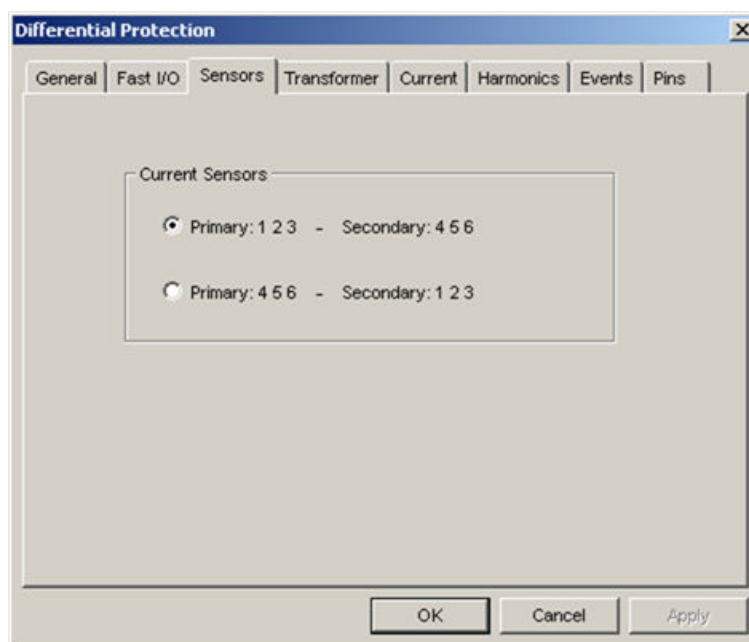 Differential Protection
General Fast I/O Sensors Transformer Current Harmonics Events Pins
Current Sensors
Primary: 1 2 3 - Secondary: 4 5 6
Primary: 4 5 6 - Secondary: 1 2 3
OK Cancel Apply